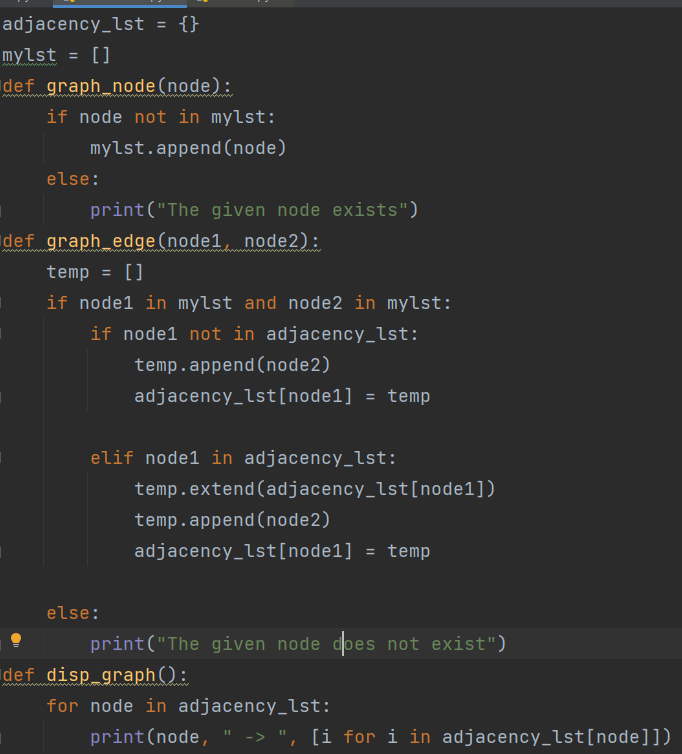 adjacency_lst = {}
mylst = []
def graph_node(node):
    if node not in mylst:
        mylst.append(node)
    else:
        print("The given node exists")
def graph_edge(node1, node2):
    temp = []
    if node1 in mylst and node2 in mylst:
        if node1 not in adjacency_lst:
            temp.append(node2)
            adjacency_lst[node1] = temp
        elif node1 in adjacency_lst:
            temp.extend(adjacency_lst[node1])
            temp.append(node2)
            adjacency_lst[node1] = temp
    else:
        print("The given node does not exist")
def disp_graph():
    for node in adjacency_lst:
        print(node, " -> ", [i for i in adjacency_lst[node]])